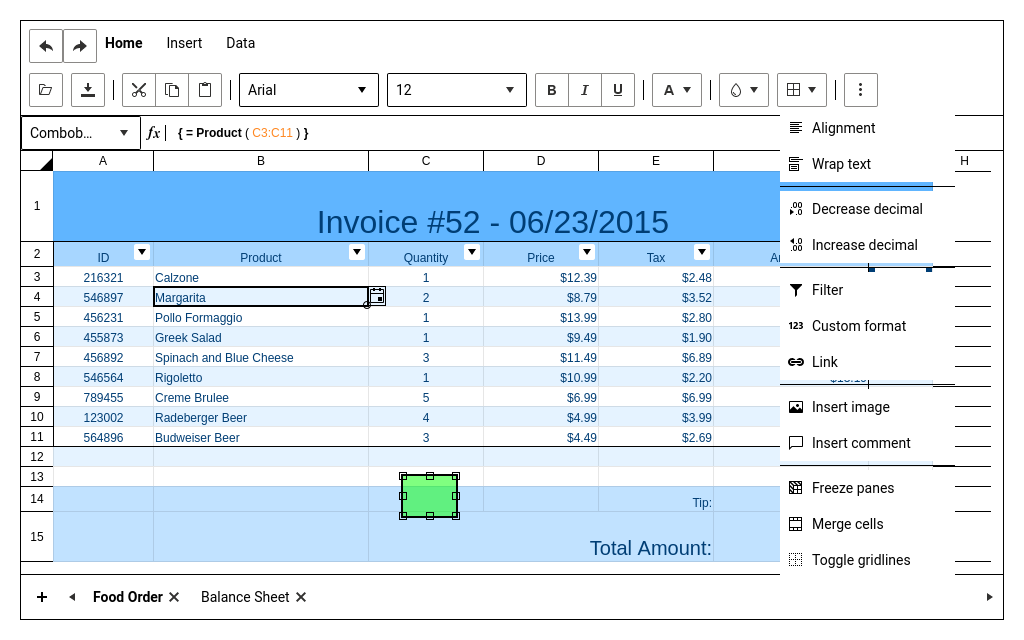 Home Insert Data
Arial 12 B I U A
Combob... fx { = Product ( C3:C11 ) }
A B C D E H
1 Invoice #52 - 06/23/2015
2 ID Product Quantity Price Tax
3 216321 Calzone 1 $12.39 $2.48
4 546897 Margarita 2 $8.79 $3.52
5 456231 Pollo Formaggio 1 $13.99 $2.80
6 455873 Greek Salad 1 $9.49 $1.90
7 456892 Spinach and Blue Cheese 3 $11.49 $6.89
8 546564 Rigoletto 1 $10.99 $2.20
9 789455 Creme Brulee 5 $6.99 $6.99
10 123002 Radeberger Beer 4 $4.99 $3.99
11 564896 Budweiser Beer 3 $4.49 $2.69
12
13
14 Tip:
15 Total Amount:
Alignment
Wrap text
.00 Decrease decimal
.00 Increase decimal
Filter
123 Custom format
Link
Insert image
Insert comment
Freeze panes
Merge cells
Toggle gridlines
+ Food Order Balance Sheet